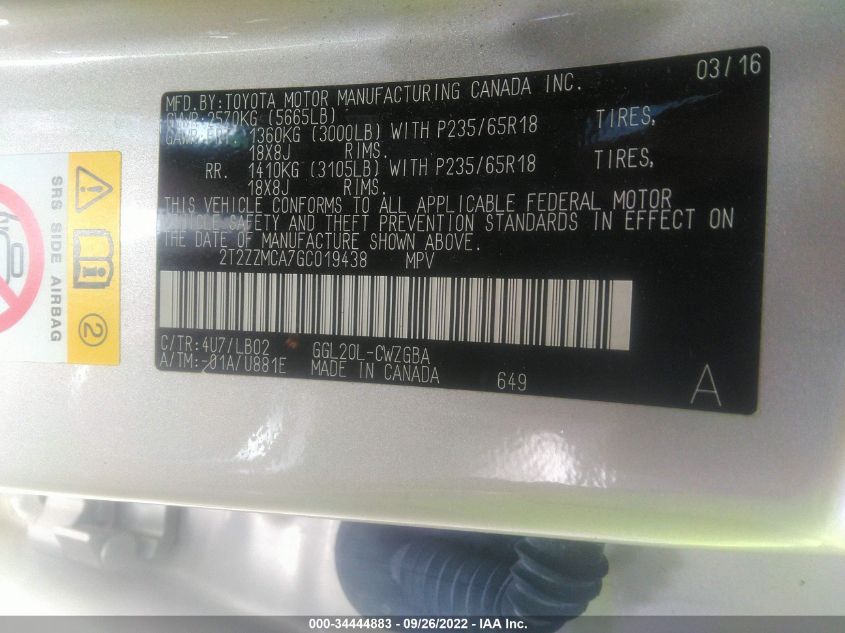 03/16
MFD.BY:TOYOTA MOTOR MANUFACTURING CANADA INC.
GVWR 2570KG (5665LB)
GAWR FRT. 1360KG (3000LB) WITH P235/65R18 TIRES,
18X8J RIMS.
RR. 1410KG (3105LB) WITH P235/65R18 TIRES,
18X8J RIMS.
THIS VEHICLE CONFORMS TO ALL APPLICABLE FEDERAL MOTOR
VEHICLE SAFETY AND THEFT PREVENTION STANDARDS IN EFFECT ON
THE DATE OF MANUFACTURE SHOWN ABOVE.
2T2ZZMCA7GC019438 MPV
C/TR:4U7/LB02 GGL20L-CWZGBA
A/TM:-01A/U881E MADE IN CANADA 649 A
SRS SIDE AIRBAG
2
000-34444883 / 09/26/2022 / IAA Inc.